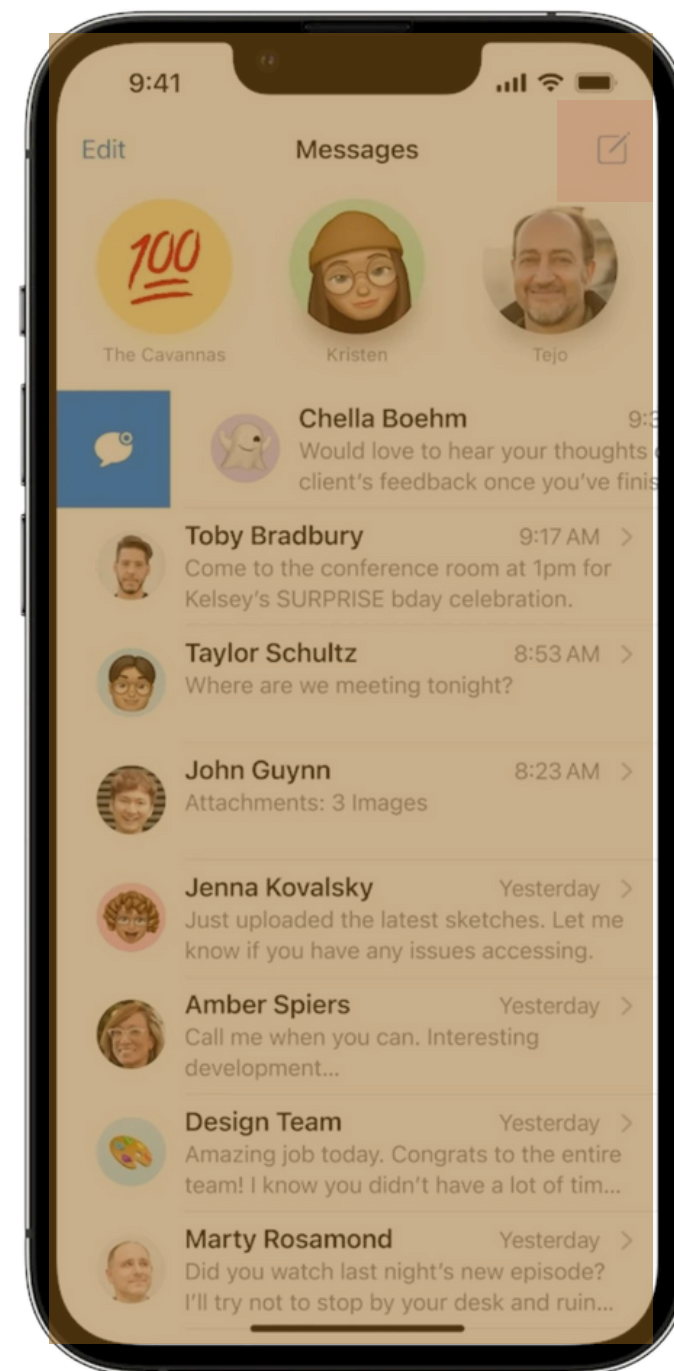 9:41
Edit Messages
100
The Cavannas Kristen Tejo
Chella Boehm 9:3
Would love to hear your thoughts
client's feedback once you've finis
Toby Bradbury 9:17 AM
Come to the conference room at 1pm for
Kelsey's SURPRISE bday celebration.
Taylor Schultz 8:53 AM
Where are we meeting tonight?
John Guynn 8:23 AM
Attachments: 3 Images
Jenna Kovalsky Yesterday
Just uploaded the latest sketches. Let me
know if you have any issues accessing.
Amber Spiers Yesterday
Call me when you can. Interesting
development...
Design Team Yesterday
Amazing job today. Congrats to the entire
team! I know you didn't have a lot of tim...
Marty Rosamond Yesterday
Did you watch last night's new episode?
I'll try not to stop by your desk and ruin...